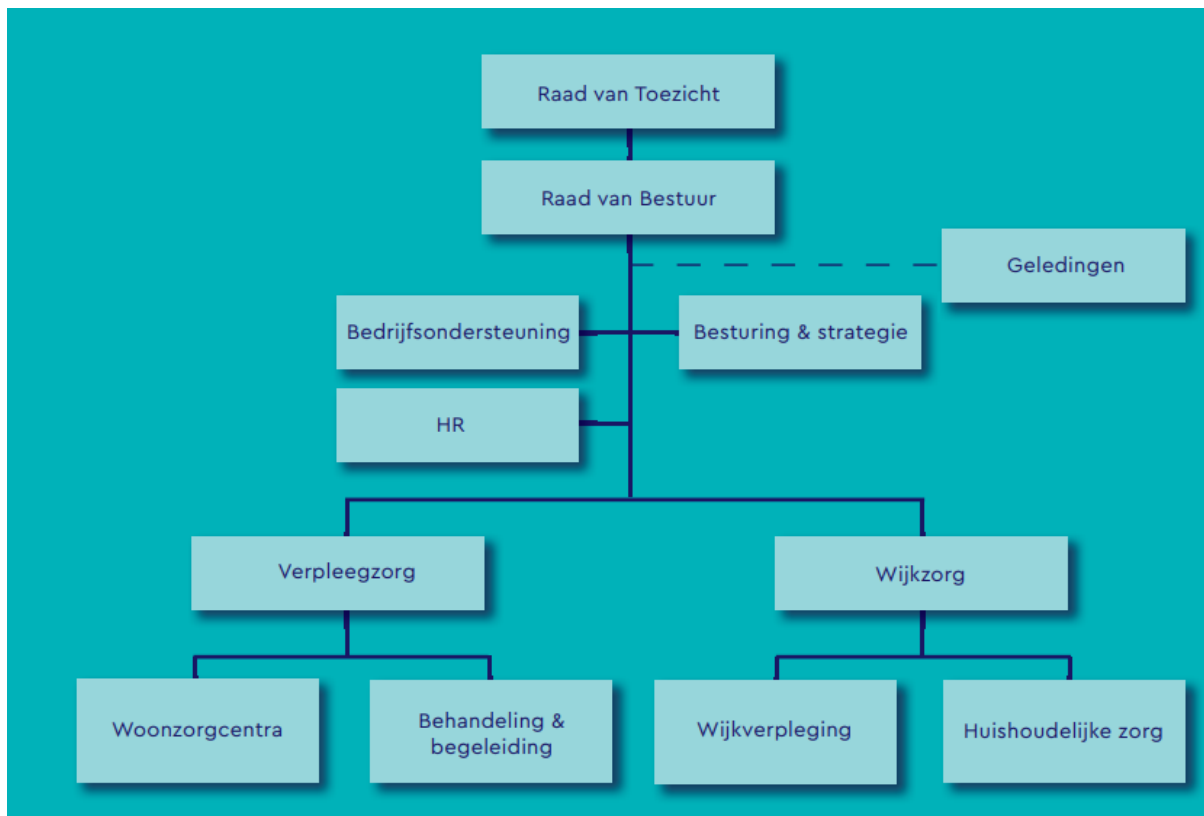 Raad van Toezicht
Raad van Bestuur
Geledingen
Bedrijfsondersteuning
Besturing & strategie
HR
Verpleegzorg
Wijkzorg
Woonzorgcentra
Behandeling &
begeleiding
Wijkverpleging
Huishoudelijke zorg